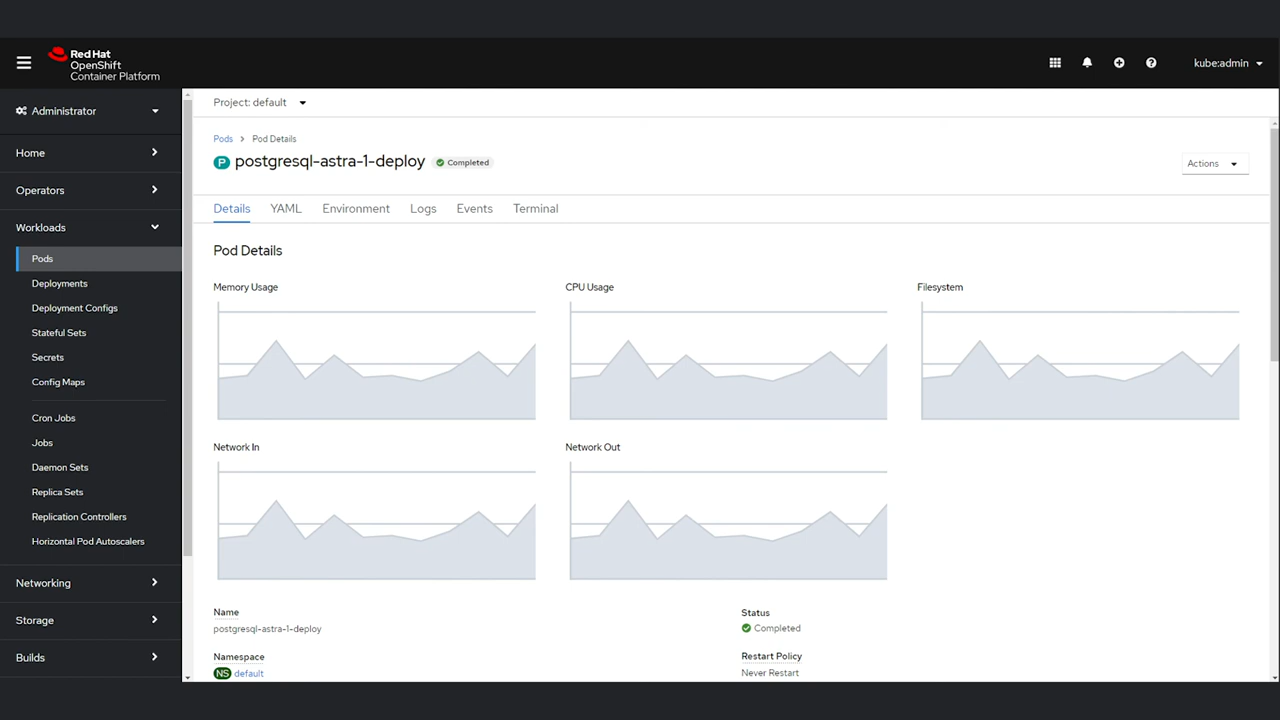 Red Hat
OpenShift
Container Platform
kube:admin
Administrator
Home
Operators
Workloads
Pods
Deployments
Deployment Configs
Stateful Sets
Secrets
Config Maps
Cron Jobs
Jobs
Daemon Sets
Replica Sets
Replication Controllers
Horizontal Pod Autoscalers
Networking
Storage
Builds
Project: default
Pods > Pod Details
P postgresql-astra-1-deploy Completed
Actions
Details YAML Environment Logs Events Terminal
Pod Details
Memory Usage CPU Usage Filesystem
Network In Network Out
Name
postgresql-astra-1-deploy
Namespace
NS default
Status
Completed
Restart Policy
Never Restart